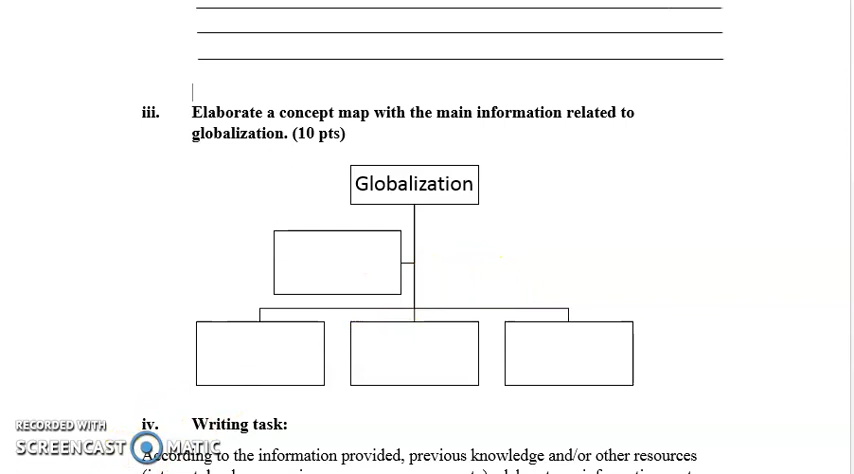 iii. Elaborate a concept map with the main information related to
globalization. (10 pts)
Globalization
iv. Writing task:
RECORDED WITH
SCREENCAST MATIC
According to the information provided, previous knowledge and/or other resources